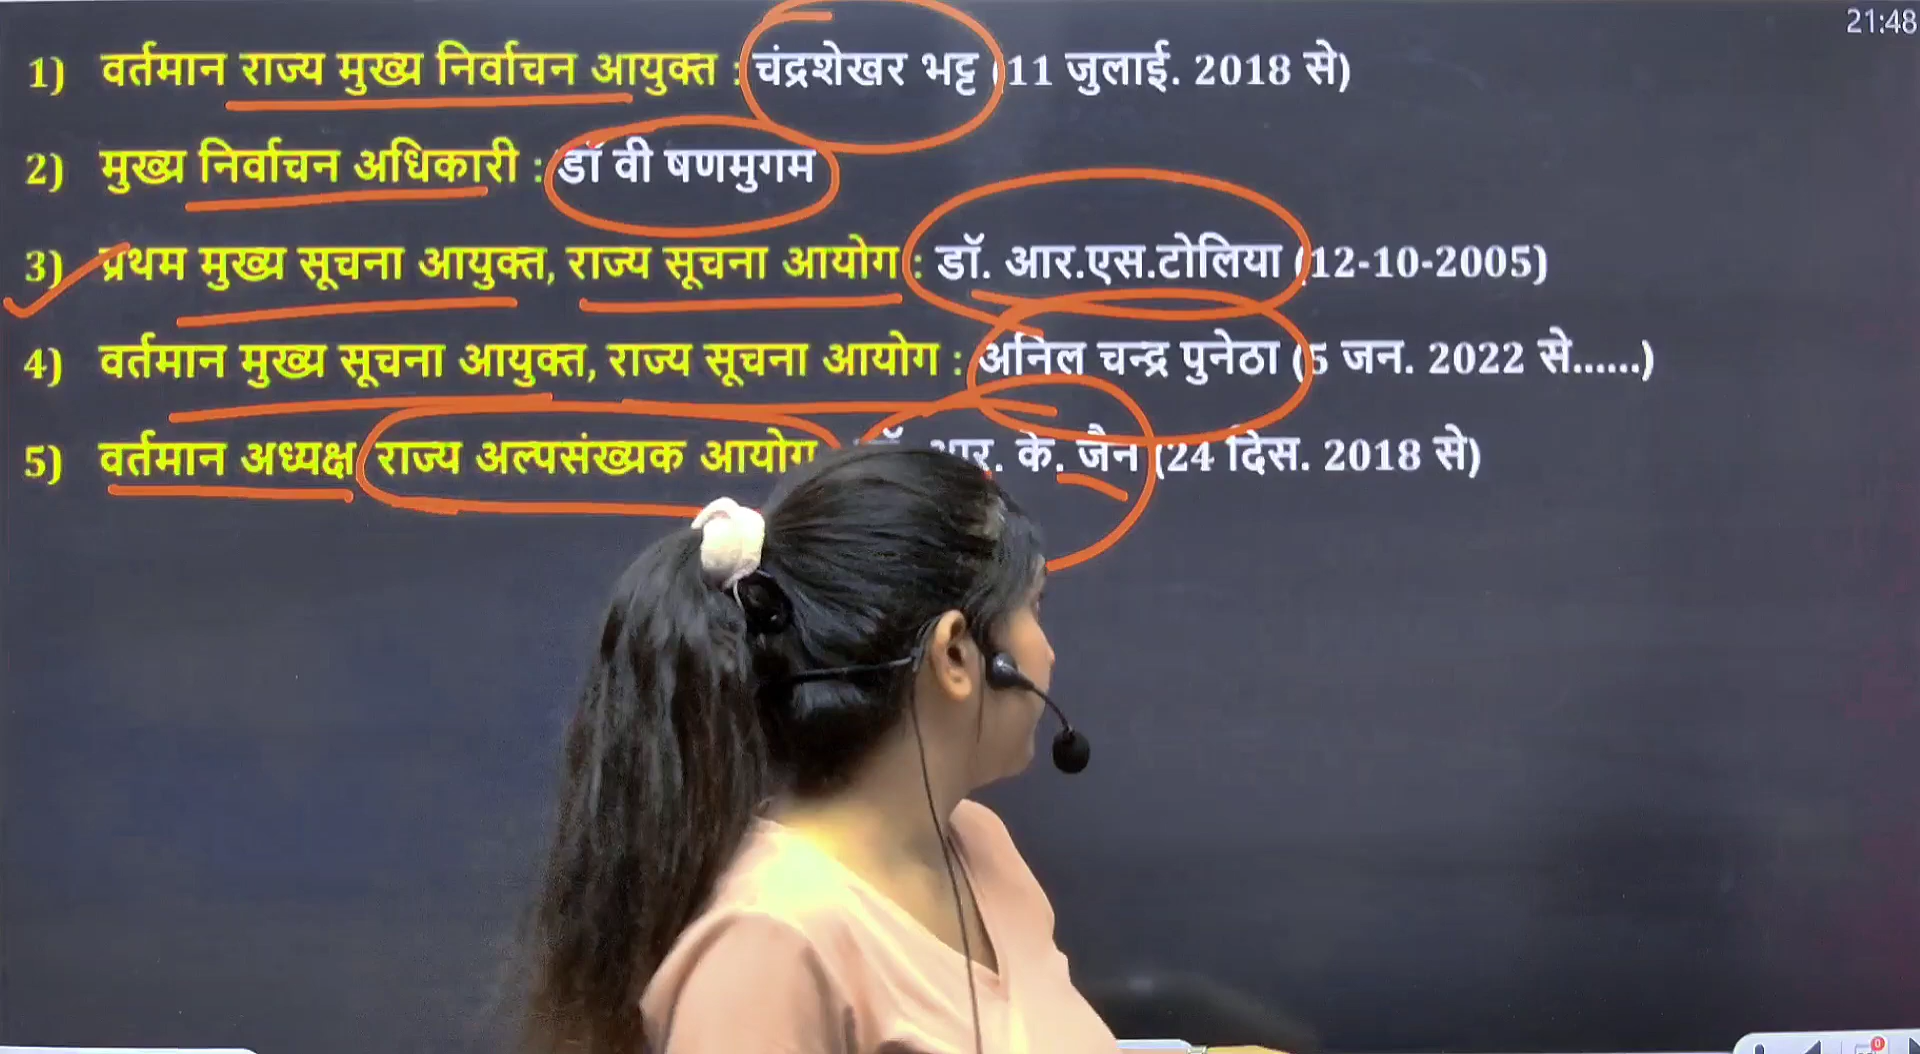 21:48
1) वर्तमान राज्य मुख्य निर्वाचन आयुक्त : चंद्रशेखर भट्ट (11 जुलाई. 2018 से)
2) मुख्य निर्वाचन अधिकारी : डॉ वी षणमुगम
3) प्रथम मुख्य सूचना आयुक्त, राज्य सूचना आयोग : डॉ. आर.एस.टोलिया (12-10-2005)
4) वर्तमान मुख्य सूचना आयुक्त, राज्य सूचना आयोग : अनिल चन्द्र पुनेठा (5 जन. 2022 से......)
5) वर्तमान अध्यक्ष राज्य अल्पसंख्यक आयोग के. जैन (24 दिस. 2018 से)
0